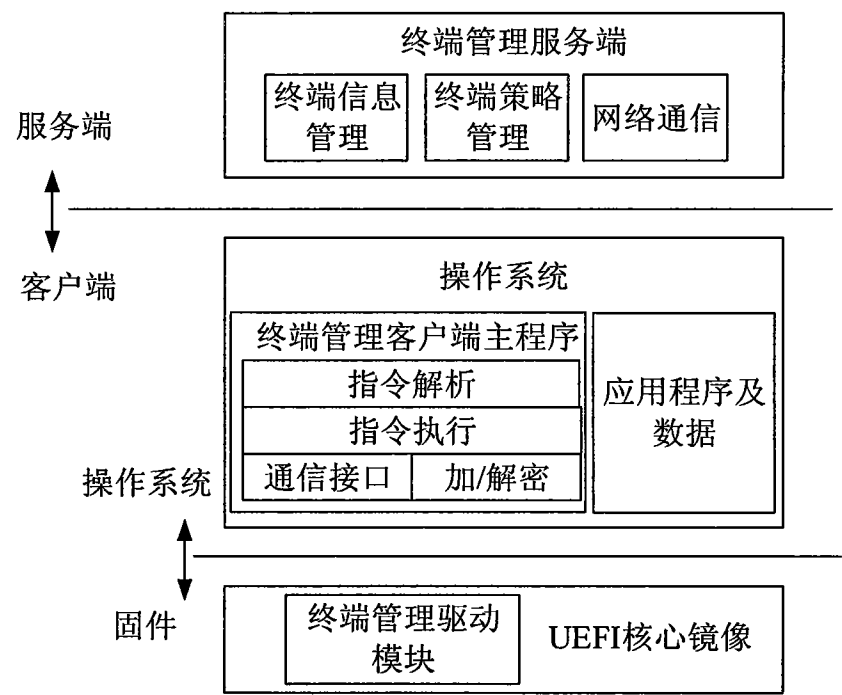 终端管理服务端
终端信息
管理
终端策略
管理
网络通信
服务端
客户端
操作系统
终端管理客户端主程序
指令解析
指令执行
通信接口
加/解密
应用程序及
数据
操作系统
固件
终端管理驱动
模块
UEFI核心镜像